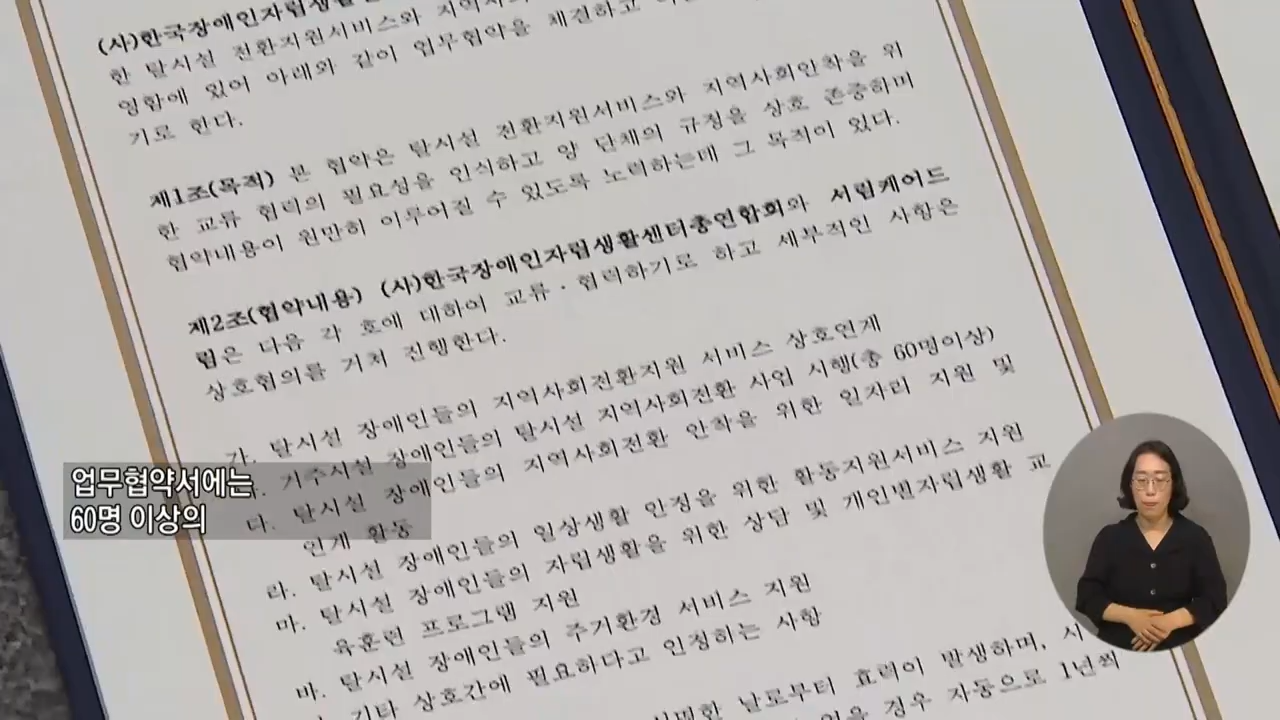 (사)한국장애인자립생활
한 탈시설 전환지원서비스와
영함에 있어 아래와 같이 업무협약을 체결하고
기로 한다.
제1조(목적) 본 협약은 탈시설 전환지원서비스와 지역사회안착을 위
한 교류 협력의 필요성을 인식하고 양 단체의 규정을 상호 존중하며
협약내용이 원만히 이루어질 수 있도록 노력하는데 그 목적이 있다.
제2조(협약내용) (사)한국장애인자립생활센터총연합회와 서림케어드
림은 다음 각 호에 대하여 교류·협력하기로 하고 세부적인 사항은
상호협의를 거쳐 진행한다.
가. 탈시설 장애인들의 지역사회전환지원 서비스 상호연계
거주시설 장애인들의 탈시설 지역사회전환 사업 시행(총 60명이상)
다. 탈시설 장애인들의 지역사회전환 안착을 위한 일자리 지원 및
연계 활동
라. 탈시설 장애인들의 일상생활 안정을 위한 활동지원서비스 지원
마. 탈시설 장애인들의 자립생활을 위한 상담 및 개인별자립생활 교
육훈련 프로그램 지원
바. 탈시설 장애인들의 주거환경 서비스 지원
기타 상호간에 필요하다고 인정하는 사항
날로부터 효력이 발생하며,
경우 자동으로 1년씩
업무협약서에는
60명 이상의